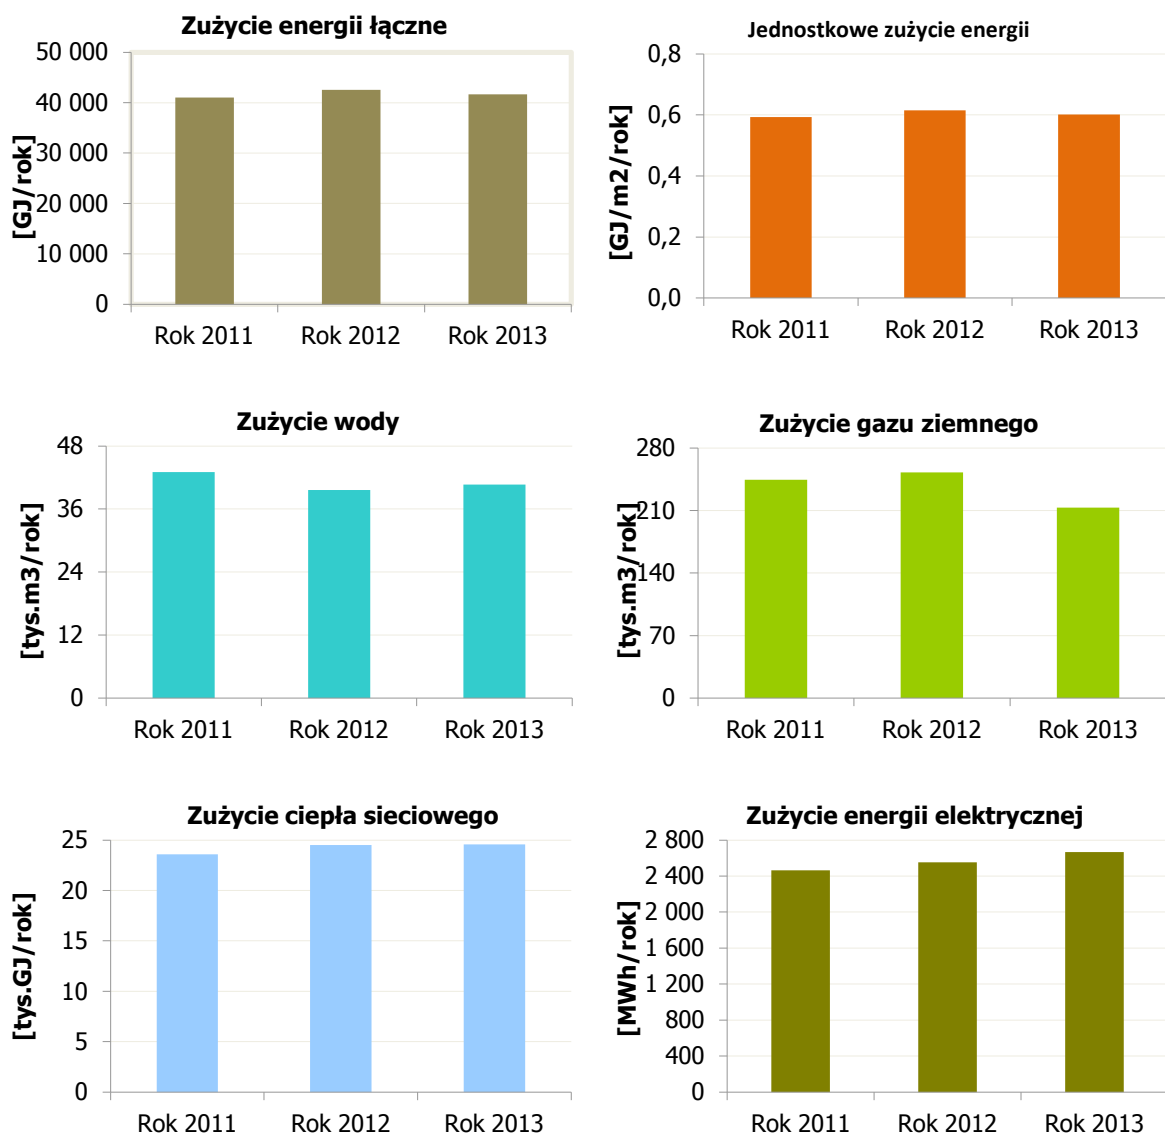 Zużycie energii łączne
[GJ/rok]
50 000
40 000
30 000
20 000
10 000
0
Rok 2011 Rok 2012 Rok 2013
Jednostkowe zużycie energii
[GJ/m2/rok]
0,8
0,6
0,4
0,2
0,0
Rok 2011 Rok 2012 Rok 2013
Zużycie wody
[tys.m3/rok]
48
36
24
12
0
Rok 2011 Rok 2012 Rok 2013
Zużycie gazu ziemnego
[tys.m3/rok]
280
210
140
70
0
Rok 2011 Rok 2012 Rok 2013
Zużycie ciepła sieciowego
[tys.GJ/rok]
25
20
15
10
5
0
Rok 2011 Rok 2012 Rok 2013
Zużycie energii elektrycznej
[MWh/rok]
2 800
2 400
2 000
1 600
1 200
800
400
0
Rok 2011 Rok 2012 Rok 2013